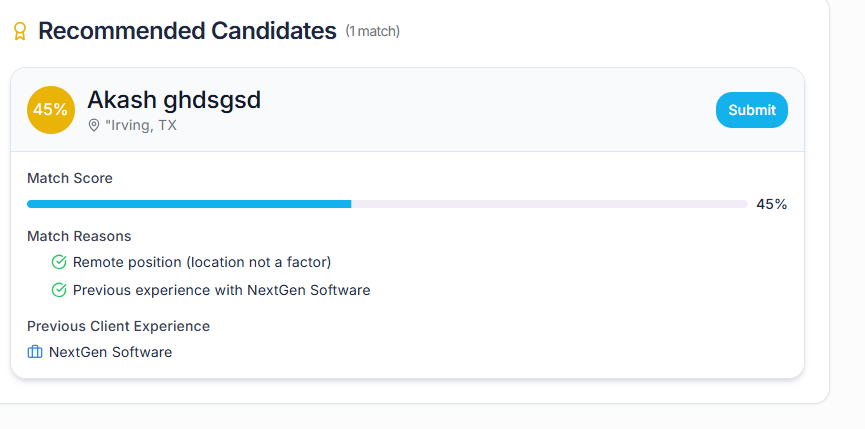 Recommended Candidates (1 match)
45%
Akash ghdsgsd
"Irving, TX
Submit
Match Score
45%
Match Reasons
Remote position (location not a factor)
Previous experience with NextGen Software
Previous Client Experience
NextGen Software